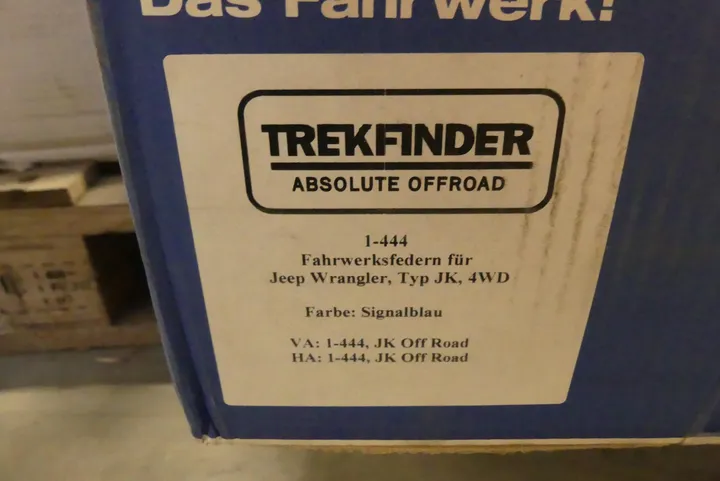 Das Fahrwerk!
TREKFINDER
ABSOLUTE OFFROAD
1-444
Fahrwerksfedern für
Jeep Wrangler, Typ JK, 4WD
Farbe: Signalblau
VA: 1-444, JK Off Road
HA: 1-444, JK Off Road